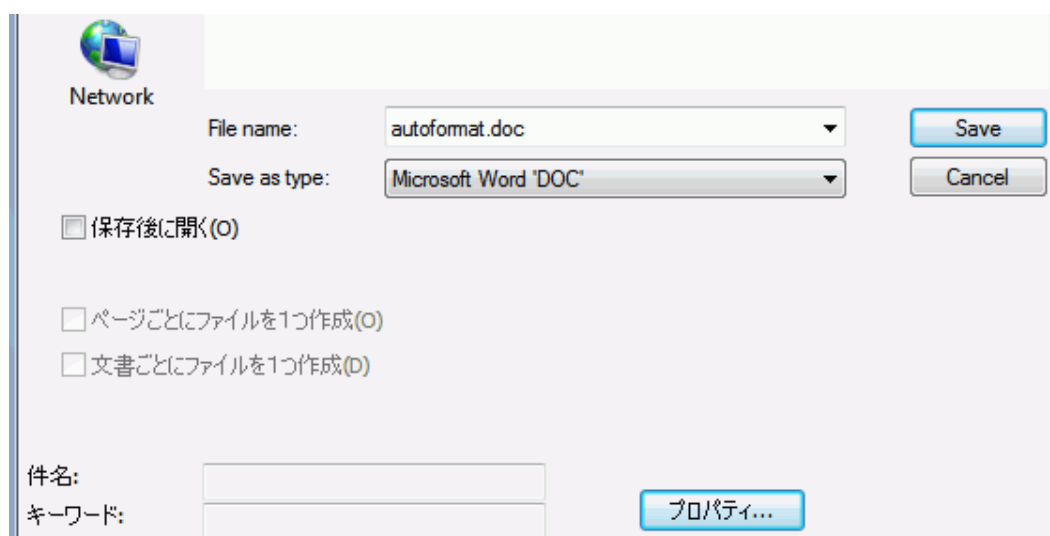 Network
File name: autoformat.doc Save
Save as type: Microsoft Word 'DOC' Cancel
保存後に開く(O)
ページごとにファイルを1つ作成(O)
文書ごとにファイルを1つ作成(D)
件名:
キーワード: プロパティ...